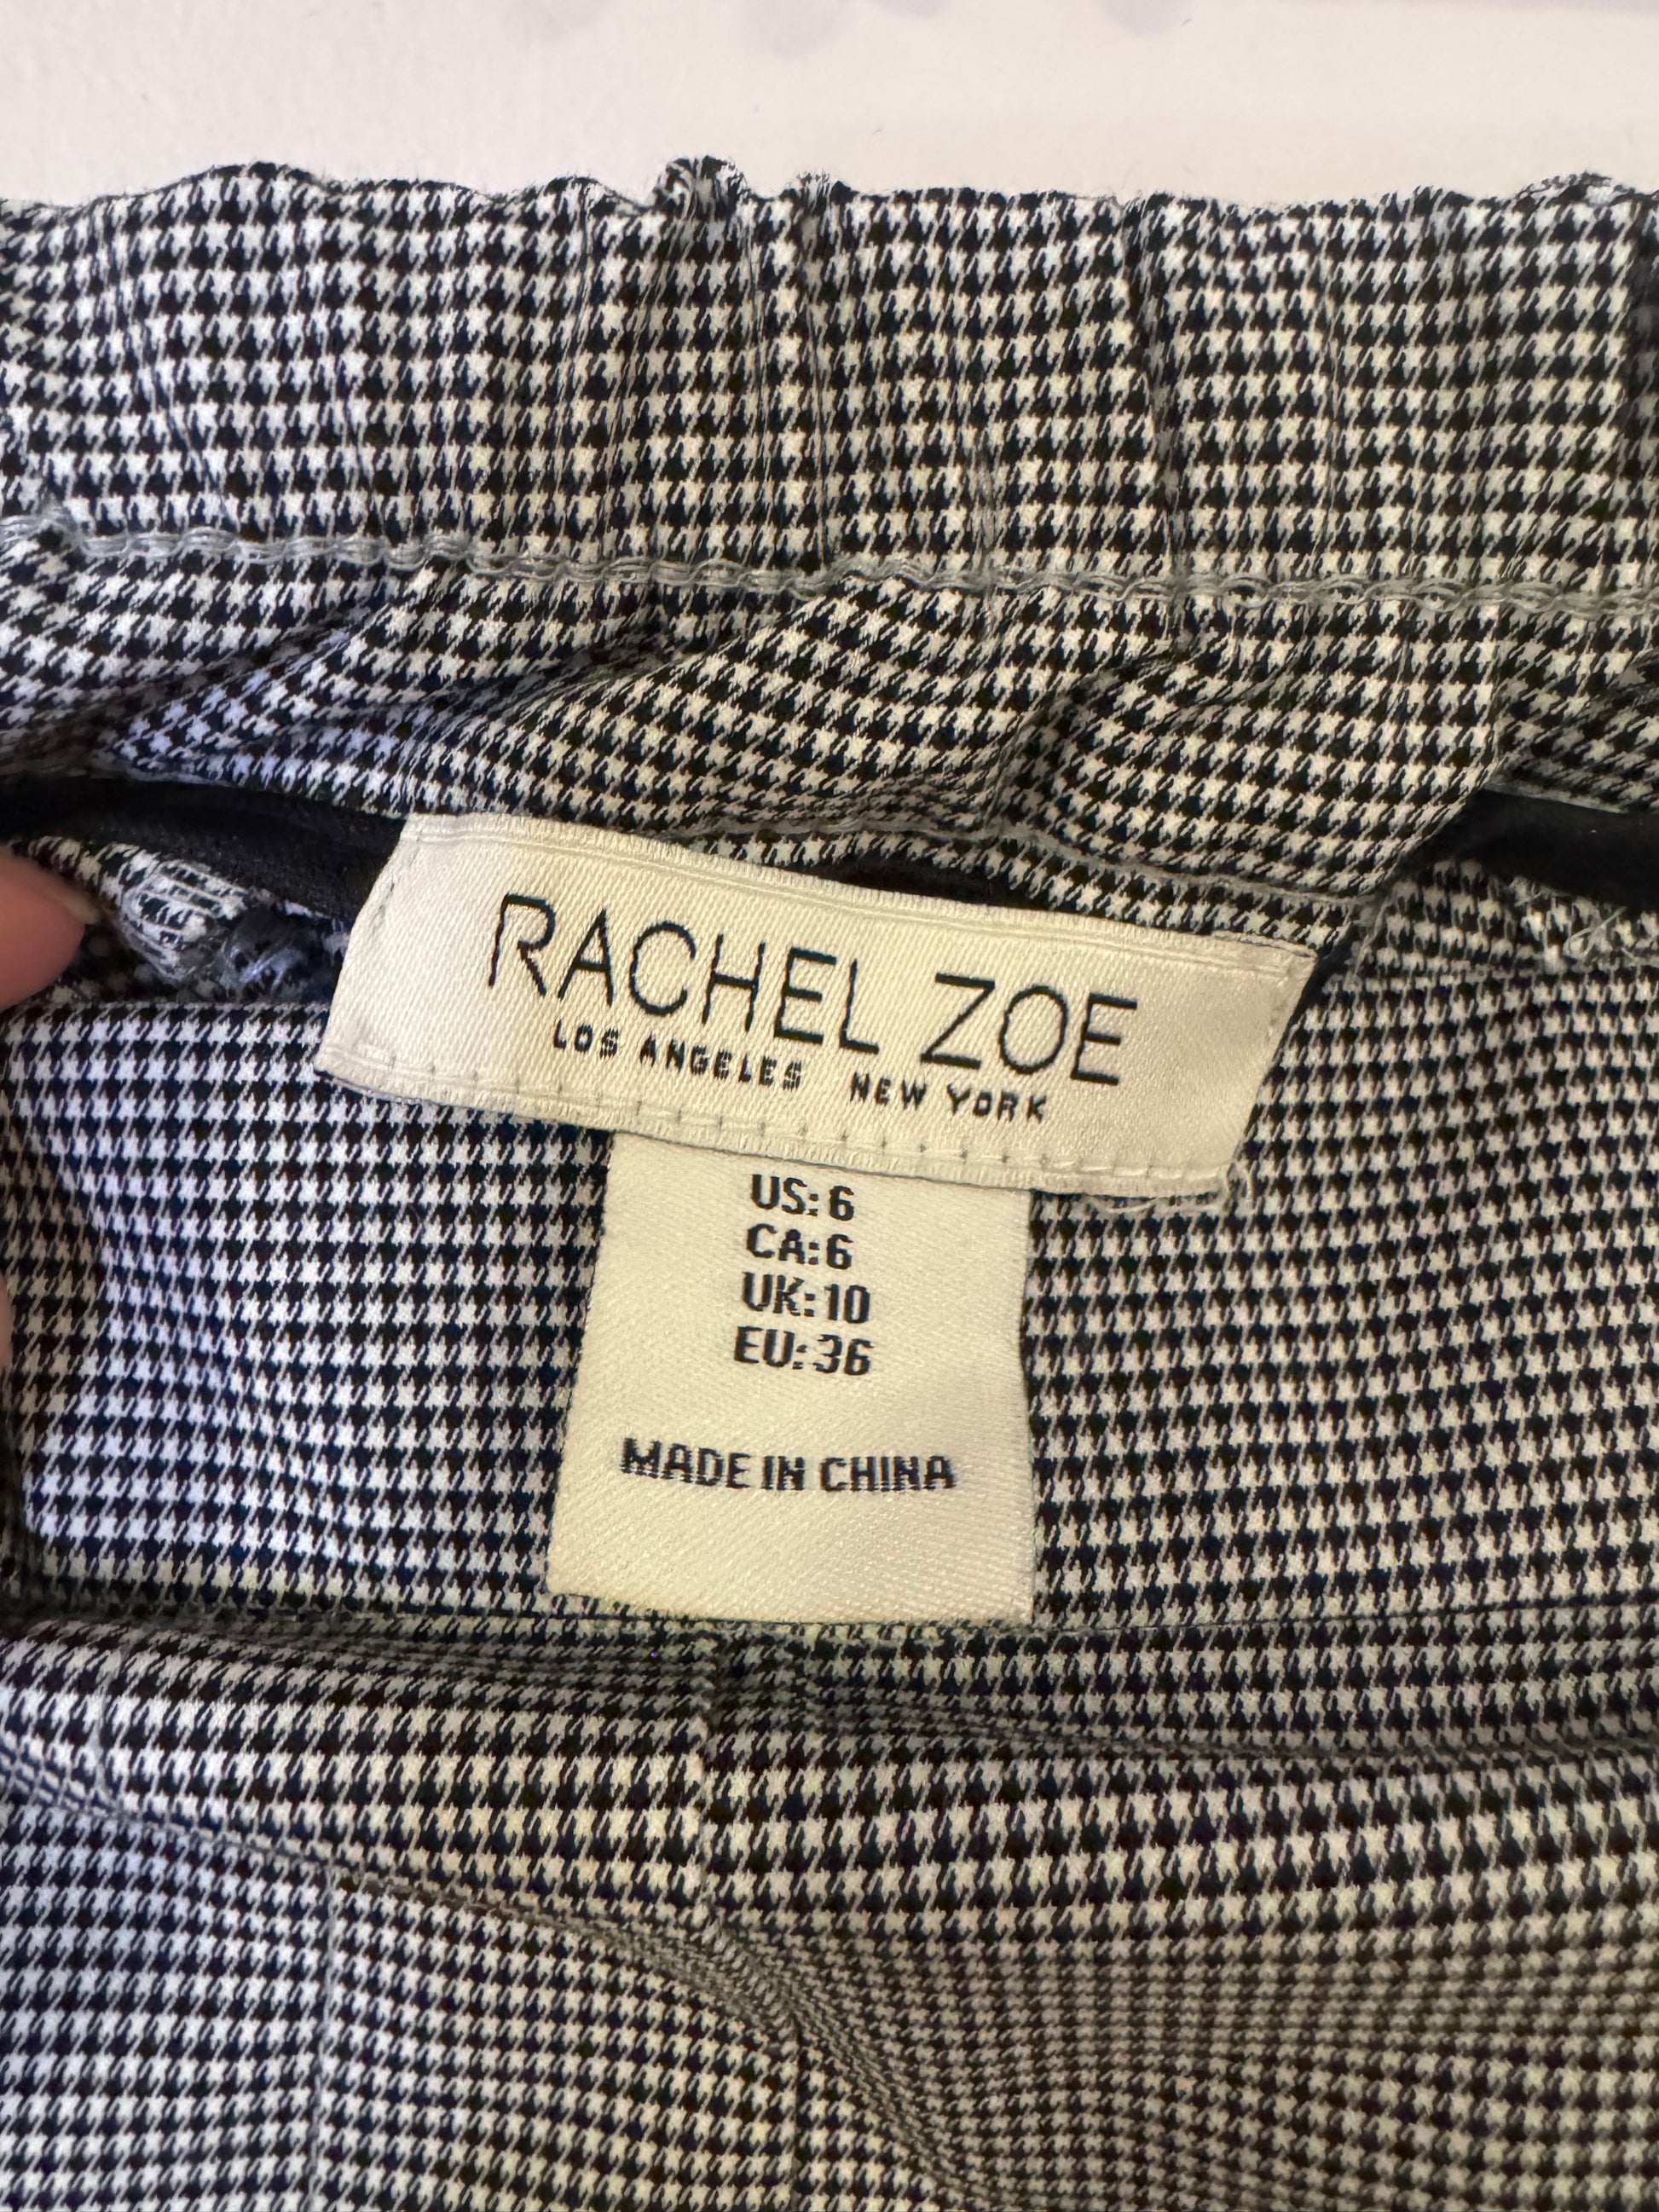 RACHEL ZOE
LOS ANGELES NEW YORK
US: 6
CA:6
UK:10
EU:36
MADE IN CHINA